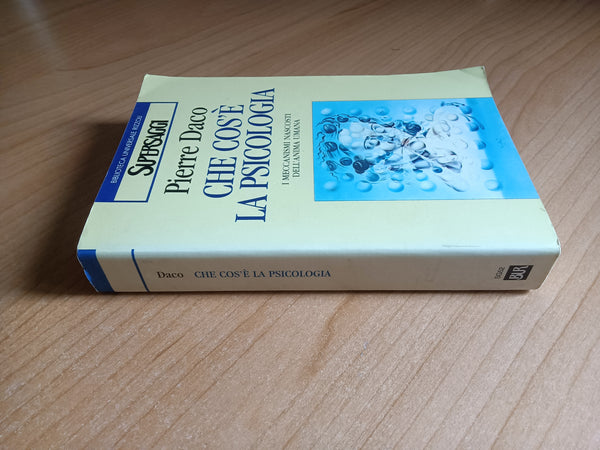 BIBLIOTECA UNIVERSALE RIZZOLI
SUPERSAGGI
Pierre Daco
CHE COS'È
LA PSICOLOGIA
I MECCANISMI NASCOSTI
DELL'ANIMA UMANA
Daco CHE COS'È LA PSICOLOGIA
BUR